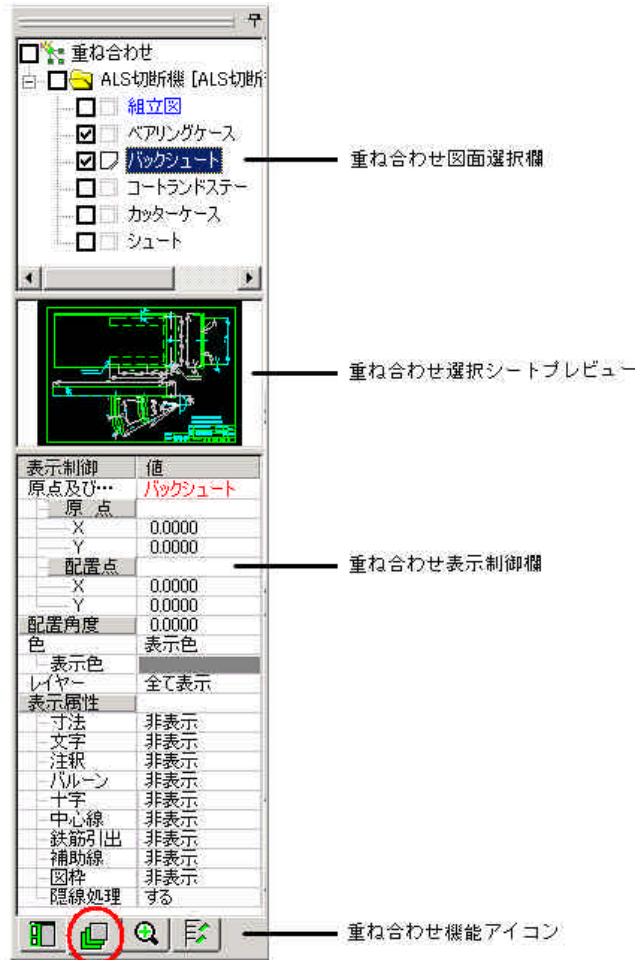 重ね合わせ
ALS切断機 [ALS切断
組立図
ベアリングケース
バックシュート
重ね合わせ図面選択欄
コートランドステー
カッターケース
シュート
重ね合わせ選択シートプレビュー
表示制御 値
原点及び… バックシュート
原 点
X 0.0000
Y 0.0000
配置点
重ね合わせ表示制御欄
X 0.0000
Y 0.0000
配置角度 0.0000
色 表示色
表示色
レイヤー 全て表示
表示属性
寸法 非表示
文字 非表示
注釈 非表示
バルーン 非表示
十字 非表示
中心線 非表示
鉄筋引出 非表示
補助線 非表示
図枠 非表示
隠線処理 する
重ね合わせ機能アイコン